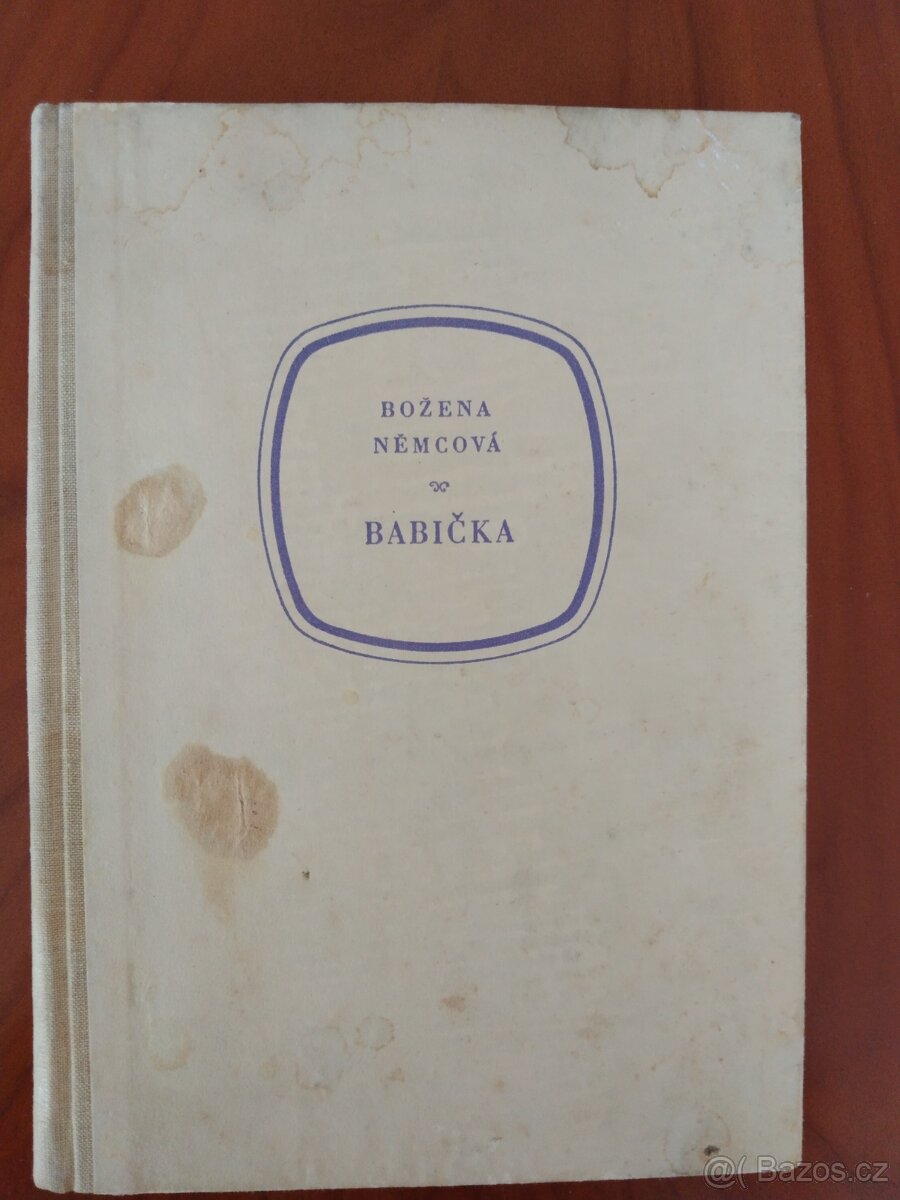 BOŽENA
NĚMCOVÁ
BABIČKA
@( Bazos.cz